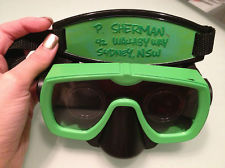 P. SHERMAN
42 WALLABY WAY
SYDNEY, NSW